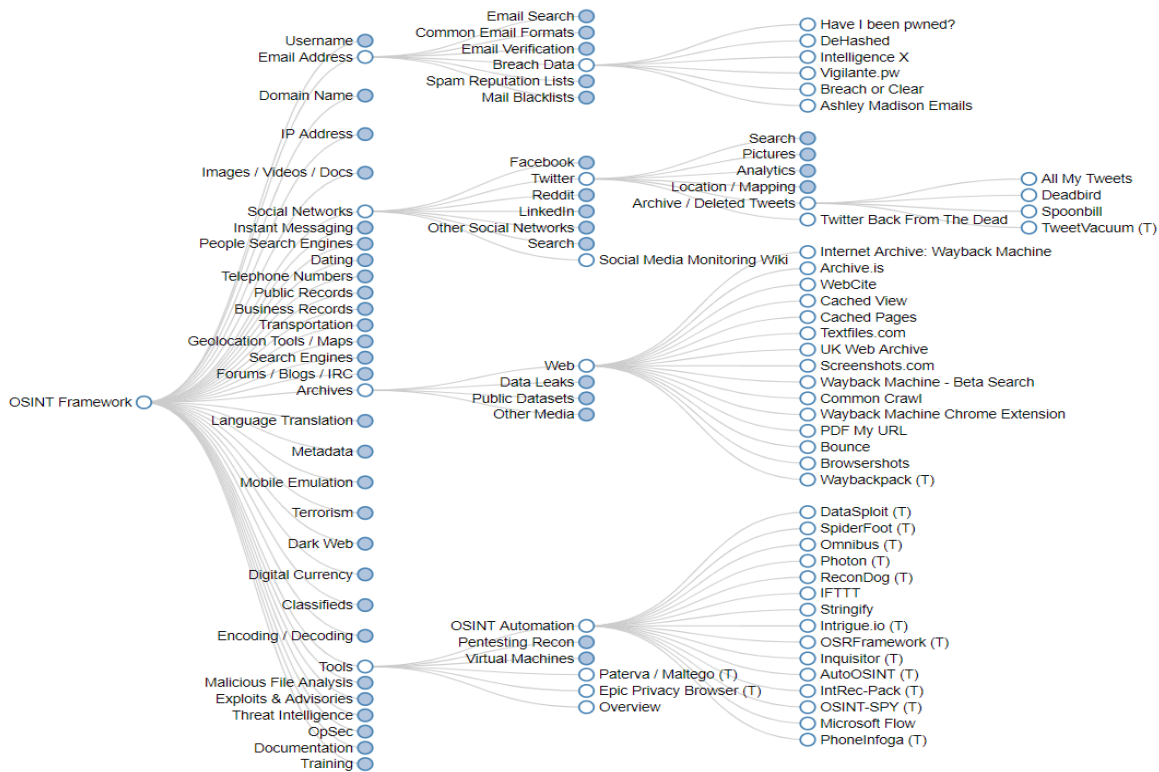 OSINT Framework
Username
Email Address
Email Search
Common Email Formats
Email Verification
Breach Data
Have I been pwned?
DeHashed
Intelligence X
Vigilante.pw
Breach or Clear
Ashley Madison Emails
Spam Reputation Lists
Mail Blacklists
Domain Name
IP Address
Images / Videos / Docs
Social Networks
Facebook
Twitter
Search
Pictures
Analytics
Location / Mapping
Archive / Deleted Tweets
All My Tweets
Deadbird
Spoonbill
TweetVacuum (T)
Twitter Back From The Dead
Reddit
LinkedIn
Other Social Networks
Search
Social Media Monitoring Wiki
Instant Messaging
People Search Engines
Dating
Telephone Numbers
Public Records
Business Records
Transportation
Geolocation Tools / Maps
Search Engines
Forums / Blogs / IRC
Archives
Web
Internet Archive: Wayback Machine
Archive.is
WebCite
Cached View
Cached Pages
Textfiles.com
UK Web Archive
Screenshots.com
Wayback Machine - Beta Search
Common Crawl
Wayback Machine Chrome Extension
PDF My URL
Bounce
Browsershots
Waybackpack (T)
Data Leaks
Public Datasets
Other Media
Language Translation
Metadata
Mobile Emulation
Terrorism
Dark Web
Digital Currency
Classifieds
Encoding / Decoding
Tools
OSINT Automation
DataSploit (T)
SpiderFoot (T)
Omnibus (T)
Photon (T)
ReconDog (T)
IFTTT
Stringify
Intrigue.io (T)
OSRFramework (T)
Inquisitor (T)
AutoOSINT (T)
IntRec-Pack (T)
OSINT-SPY (T)
Microsoft Flow
PhoneInfoga (T)
Pentesting Recon
Virtual Machines
Paterva / Maltego (T)
Epic Privacy Browser (T)
Overview
Malicious File Analysis
Exploits & Advisories
Threat Intelligence
OpSec
Documentation
Training